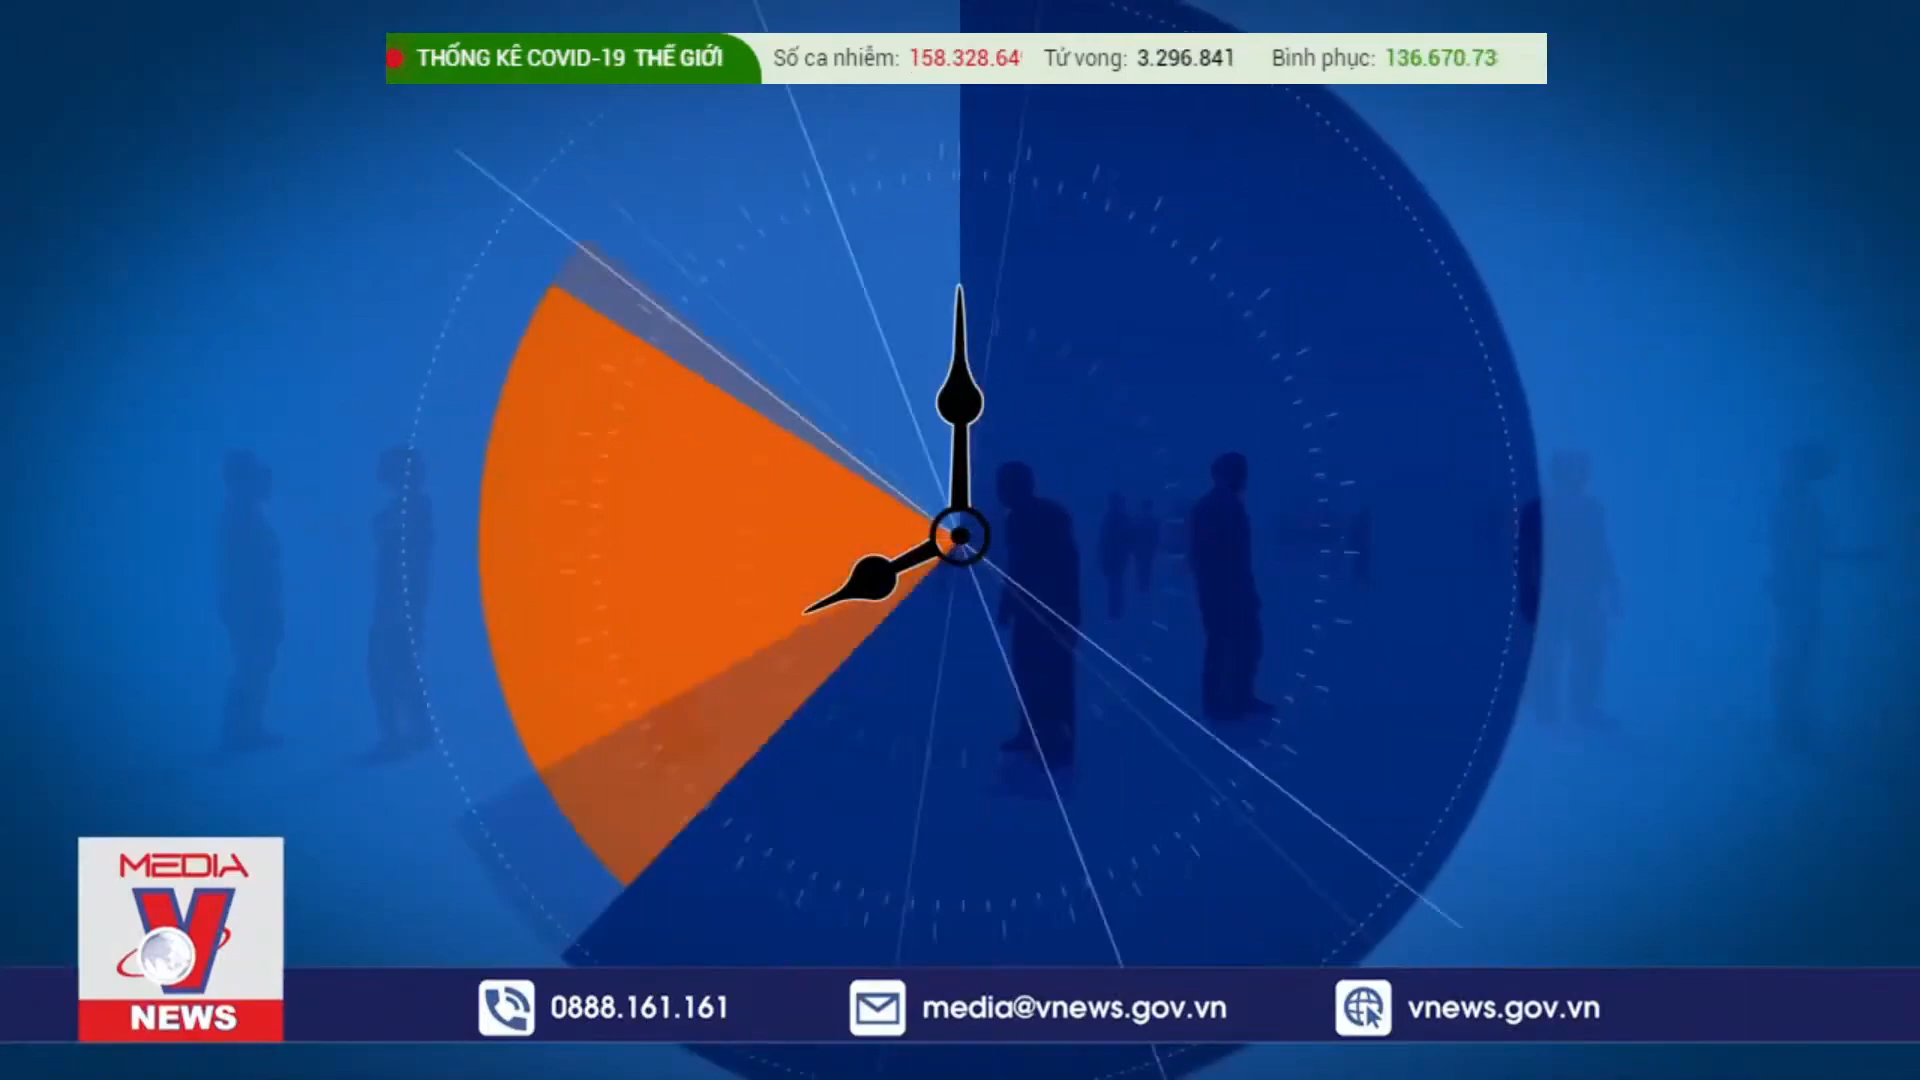 THỐNG KÊ COVID-19 THẾ GIỚI Số ca nhiễm: 158.328.64 Tử vong: 3.296.841 Bình phục: 136.670.73
MEDIA
V
NEWS
0888.161.161 media@vnews.gov.vn vnews.gov.vn